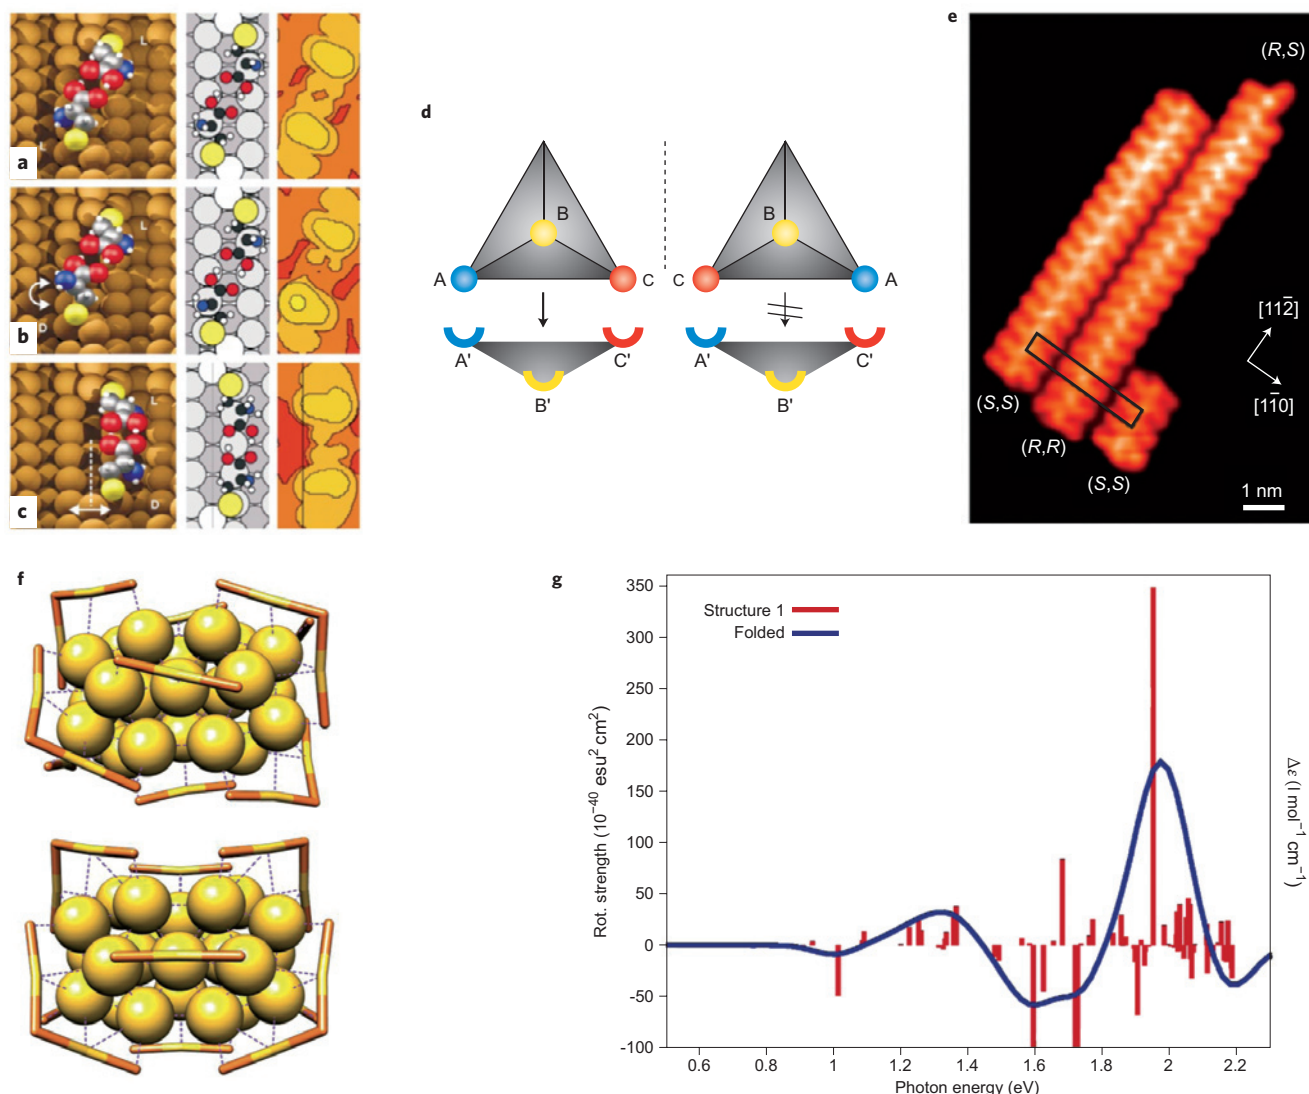 a
L
L
b
L
D
c
L
D
d
B
A
C
A'
C'
B'
B
C
A
A'
C'
B'
e
(R,S)
(S,S)
(R,R)
(S,S)
[112̄]
[11̄0]
1 nm
f
g
Structure 1
Folded
Rot. strength (10⁻⁴⁰ esu² cm²)
350
300
250
200
150
100
50
0
-50
-100
0.6
0.8
1
1.2
1.4
1.6
1.8
2
2.2
Photon energy (eV)
Δε (l mol⁻¹ cm⁻¹)